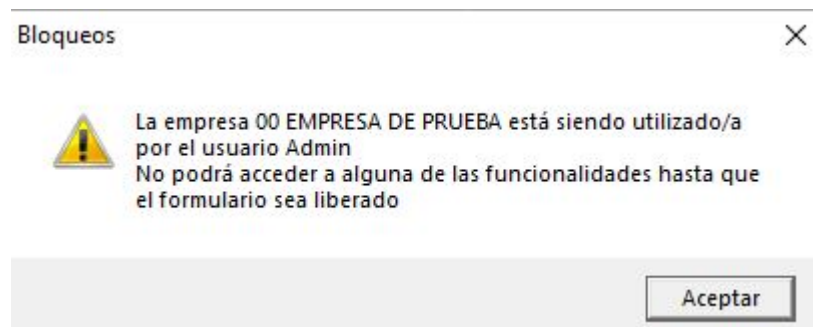 Bloqueos
La empresa 00 EMPRESA DE PRUEBA está siendo utilizado/a
por el usuario Admin
No podrá acceder a alguna de las funcionalidades hasta que
el formulario sea liberado
Aceptar